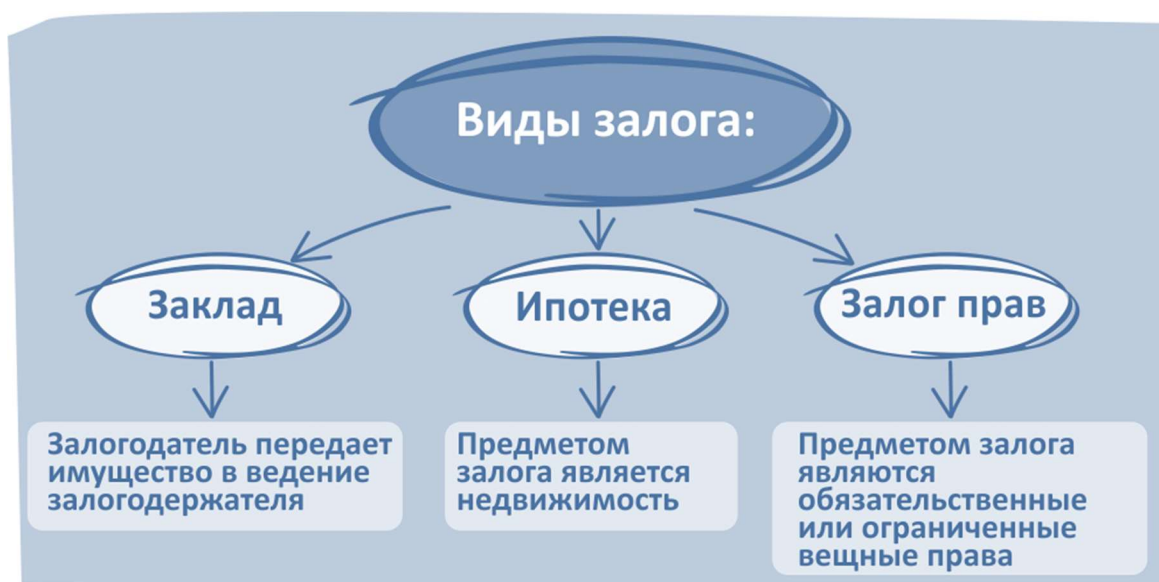 Виды залога:
Заклад
Ипотека
Залог прав
Залогодатель передает
имущество в ведение
залогодержателя
Предметом
залога является
недвижимость
Предметом залога
являются
обязательственные
или ограниченные
вещные права